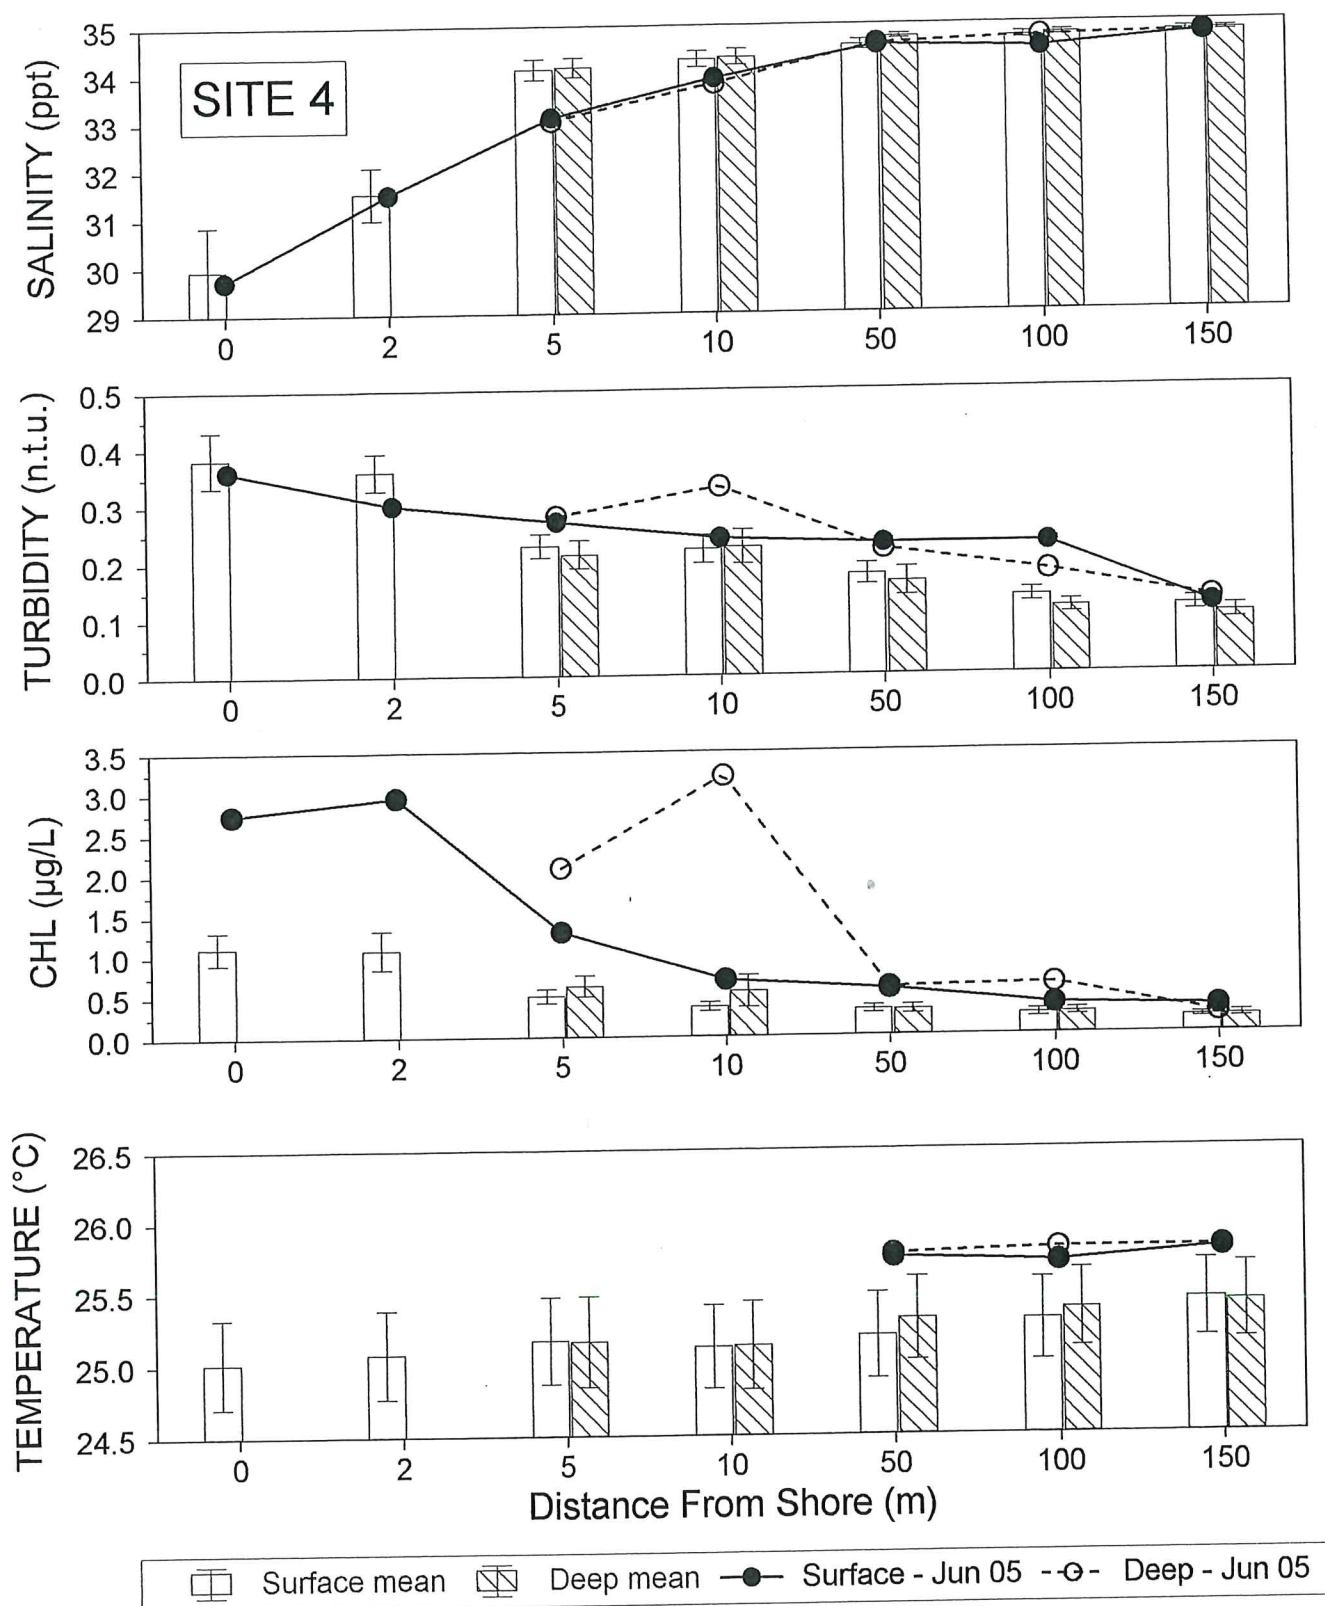 SITE 4
SALINITY (ppt)
35
34
33
32
31
30
29
0 2 5 10 50 100 150
TURBIDITY (n.t.u.)
0.5
0.4
0.3
0.2
0.1
0.0
0 2 5 10 50 100 150
CHL (µg/L)
3.5
3.0
2.5
2.0
1.5
1.0
0.5
0.0
0 2 5 10 50 100 150
TEMPERATURE (°C)
26.5
26.0
25.5
25.0
24.5
0 2 5 10 50 100 150
Distance From Shore (m)
Surface mean Deep mean Surface - Jun 05 Deep - Jun 05